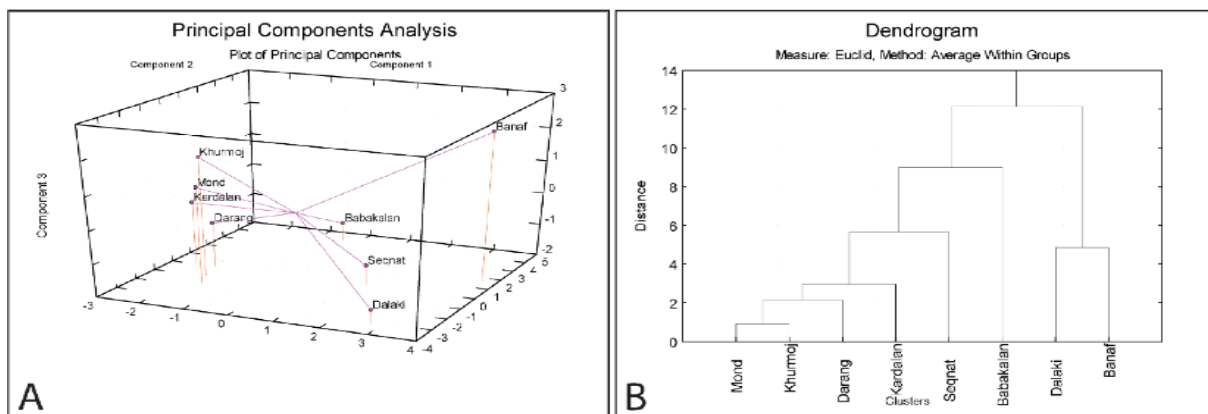 Principal Components Analysis
Plot of Principal Components
Component 2
Component 1
Component 3
Khurmoj
Mond
Kardalan
Darang
Babakalan
Seqnat
Dalaki
Banaf
3
2
1
0
-1
-2
-3
-2
-1
0
1
2
3
4
-4
-3
-2
-1
0
1
2
3
4
5
A
Dendrogram
Measure: Euclid, Method: Average Within Groups
Distance
14
12
10
8
6
4
2
0
Mond
Khurmoj
Darang
Kardalan
Seqnat
Babakalan
Dalaki
Banaf
Clusters
B